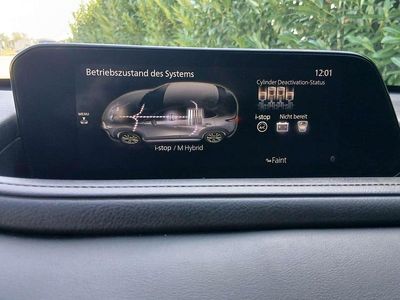 Betriebszustand des Systems
12:01
Cylinder Deactivation-Status
MENU
i-stop
Nicht bereit
i-stop / M Hybrid
Faint